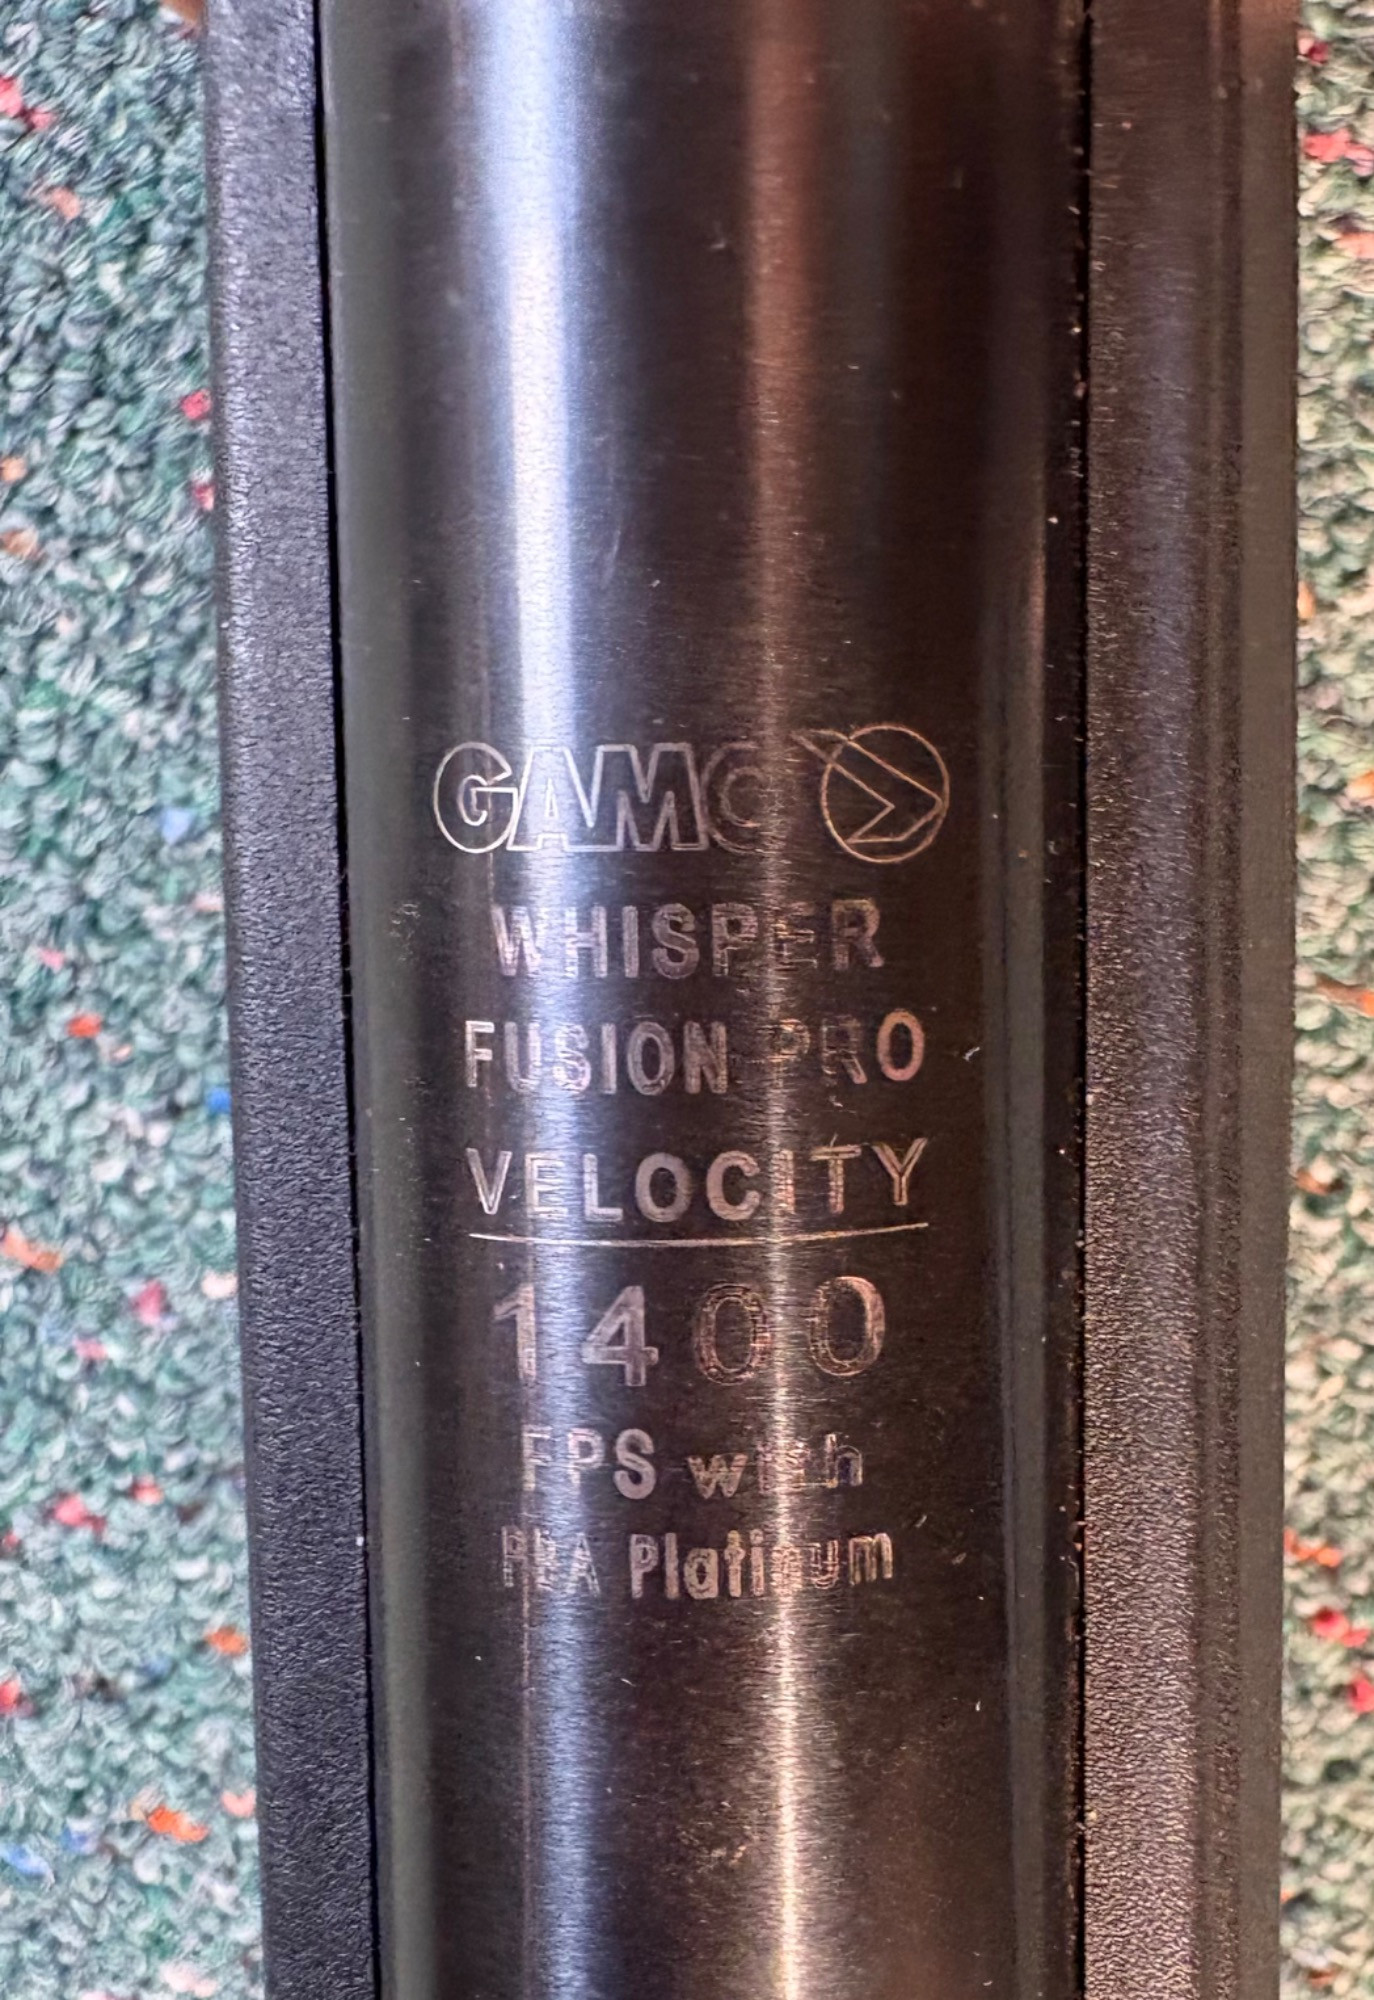 GAMO
WHISPER
FUSION PRO
VELOCITY
1400
FPS with
PBA Platinum